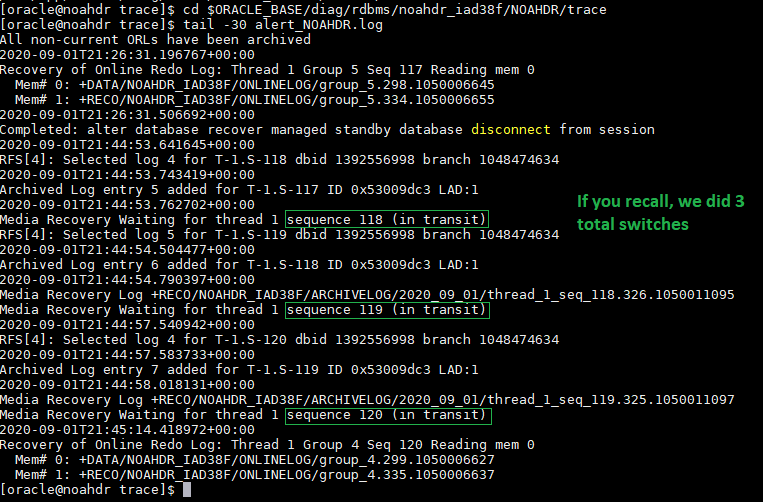 [oracle@noahdr trace]$ cd $ORACLE_BASE/diag/rdbms/noahdr_iad38f/NOAHDR/trace
[oracle@noahdr trace]$ tail -30 alert_NOAHDR.log
All non-current ORLs have been archived
2020-09-01T21:26:31.196767+00:00
Recovery of Online Redo Log: Thread 1 Group 5 Seq 117 Reading mem 0
  Mem# 0: +DATA/NOAHDR_IAD38F/ONLINELOG/group_5.298.1050006645
  Mem# 1: +RECO/NOAHDR_IAD38F/ONLINELOG/group_5.334.1050006655
2020-09-01T21:26:31.506692+00:00
Completed: alter database recover managed standby database disconnect from session
2020-09-01T21:44:53.641645+00:00
RFS[4]: Selected log 4 for T-1.S-118 dbid 1392556998 branch 1048474634
2020-09-01T21:44:53.743419+00:00
Archived Log entry 5 added for T-1.S-117 ID 0x53009dc3 LAD:1
2020-09-01T21:44:53.762702+00:00
Media Recovery Waiting for thread 1 sequence 118 (in transit)
RFS[4]: Selected log 5 for T-1.S-119 dbid 1392556998 branch 1048474634
2020-09-01T21:44:54.504477+00:00
Archived Log entry 6 added for T-1.S-118 ID 0x53009dc3 LAD:1
2020-09-01T21:44:54.790397+00:00
Media Recovery Log +RECO/NOAHDR_IAD38F/ARCHIVELOG/2020_09_01/thread_1_seq_118.326.1050011095
Media Recovery Waiting for thread 1 sequence 119 (in transit)
2020-09-01T21:44:57.540942+00:00
RFS[4]: Selected log 4 for T-1.S-120 dbid 1392556998 branch 1048474634
2020-09-01T21:44:57.583733+00:00
Archived Log entry 7 added for T-1.S-119 ID 0x53009dc3 LAD:1
2020-09-01T21:44:58.018131+00:00
Media Recovery Log +RECO/NOAHDR_IAD38F/ARCHIVELOG/2020_09_01/thread_1_seq_119.325.1050011097
Media Recovery Waiting for thread 1 sequence 120 (in transit)
2020-09-01T21:45:14.418972+00:00
Recovery of Online Redo Log: Thread 1 Group 4 Seq 120 Reading mem 0
  Mem# 0: +DATA/NOAHDR_IAD38F/ONLINELOG/group_4.299.1050006627
  Mem# 1: +RECO/NOAHDR_IAD38F/ONLINELOG/group_4.335.1050006637
[oracle@noahdr trace]$
If you recall, we did 3
total switches